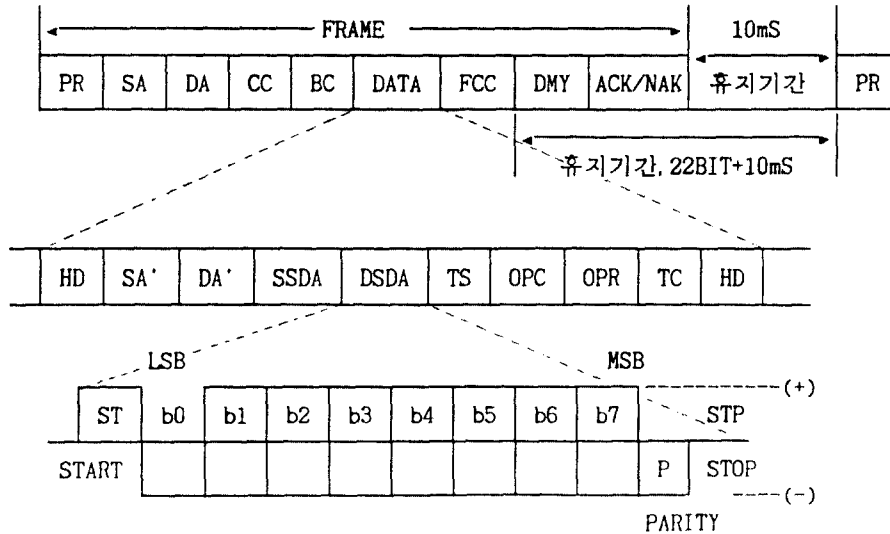 FRAME 10mS
PR SA DA CC BC DATA FCC DMY ACK/NAK 휴지기간 PR
휴지기간, 22BIT+10mS
HD SA' DA' SSDA DSDA TS OPC OPR TC HD
LSB MSB
(+)
ST b0 b1 b2 b3 b4 b5 b6 b7 STP
START P STOP
(-)
PARITY